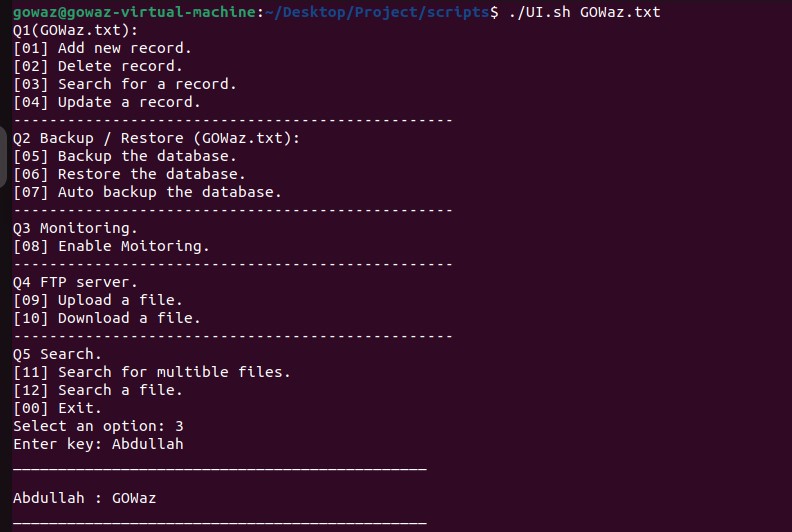 gowaz@gowaz-virtual-machine:~/Desktop/Project/scripts$ ./UI.sh GOWaz.txt
Q1(GOWaz.txt):
[01] Add new record.
[02] Delete record.
[03] Search for a record.
[04] Update a record.
-------------------------------------------------
Q2 Backup / Restore (GOWaz.txt):
[05] Backup the database.
[06] Restore the database.
[07] Auto backup the database.
-------------------------------------------------
Q3 Monitoring.
[08] Enable Moitoring.
-------------------------------------------------
Q4 FTP server.
[09] Upload a file.
[10] Download a file.
-------------------------------------------------
Q5 Search.
[11] Search for multiple files.
[12] Search a file.
[00] Exit.
Select an option: 3
Enter key: Abdullah
______________________________________________
Abdullah : GOWaz
______________________________________________